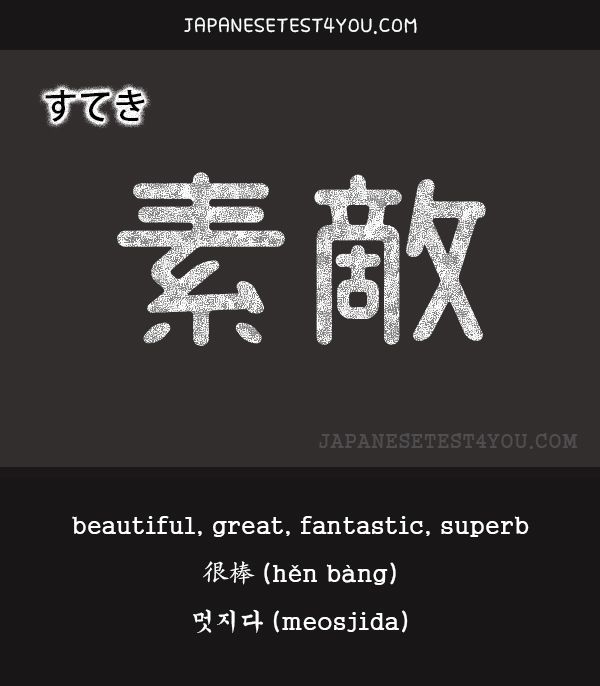 JAPANESETEST4YOU.COM
すてき
素敵
JAPANESETEST4YOU.COM
beautiful, great, fantastic, superb
很棒 (hěn bàng)
멋지다 (meosjida)